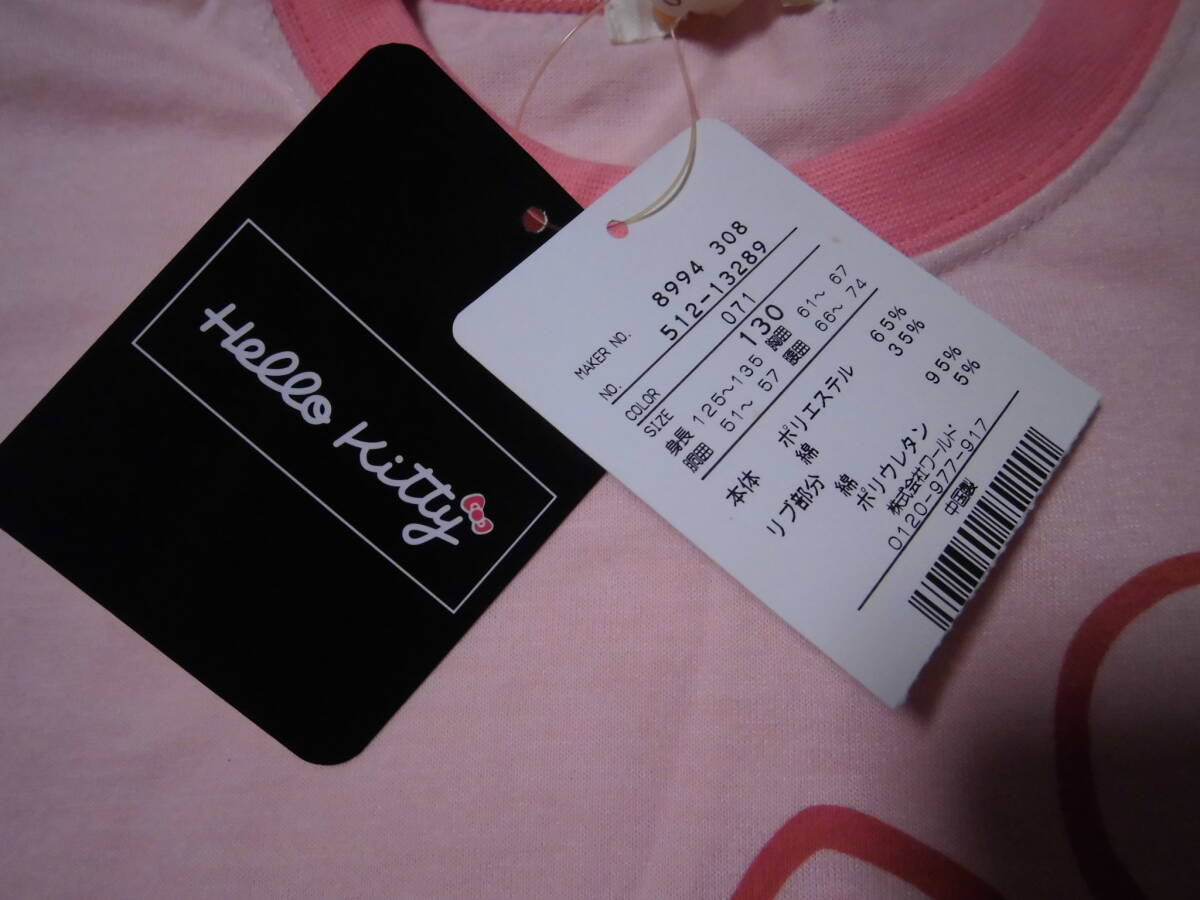 Hello Kitty
MAKER NO. 8994 308
NO. 512-13289
COLOR 071
SIZE 130
身長 125~135 胸囲 61~ 67
胴囲 51~ 57 腰囲 66~ 74
本体 ポリエステル 65%
綿 35%
リブ部分 綿 95%
ポリウレタン 5%
株式会社ワールド
0120-977-917
中国製